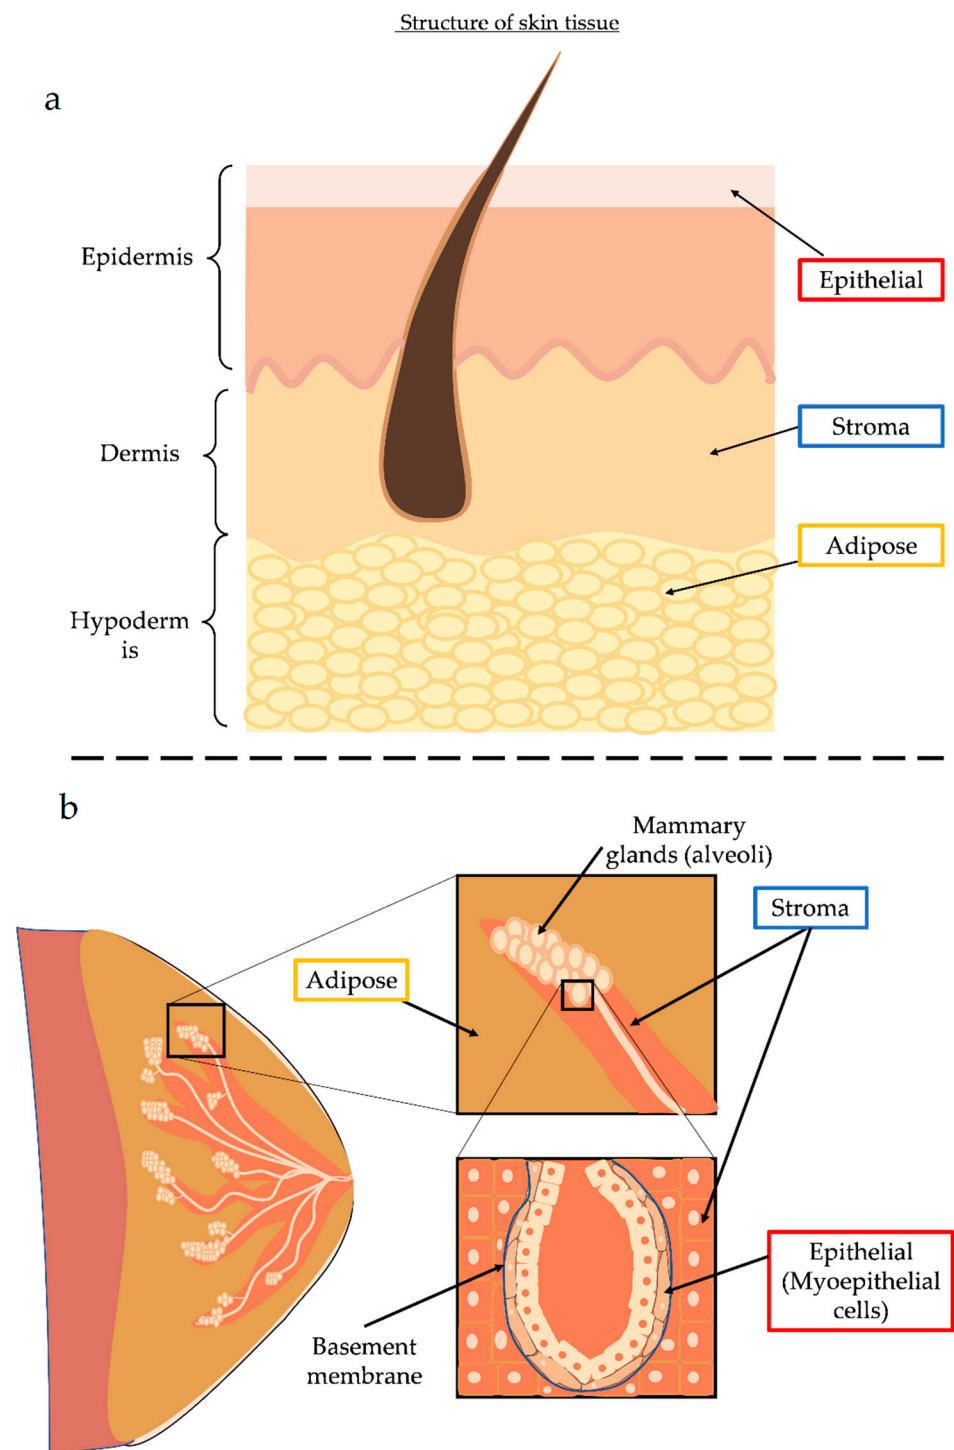 Structure of skin tissue
a
Epidermis
Epithelial
Dermis
Stroma
Adipose
Hypoderm
is
b
Mammary
glands (alveoli)
Stroma
Adipose
Epithelial
(Myoepithelial
cells)
Basement
membrane